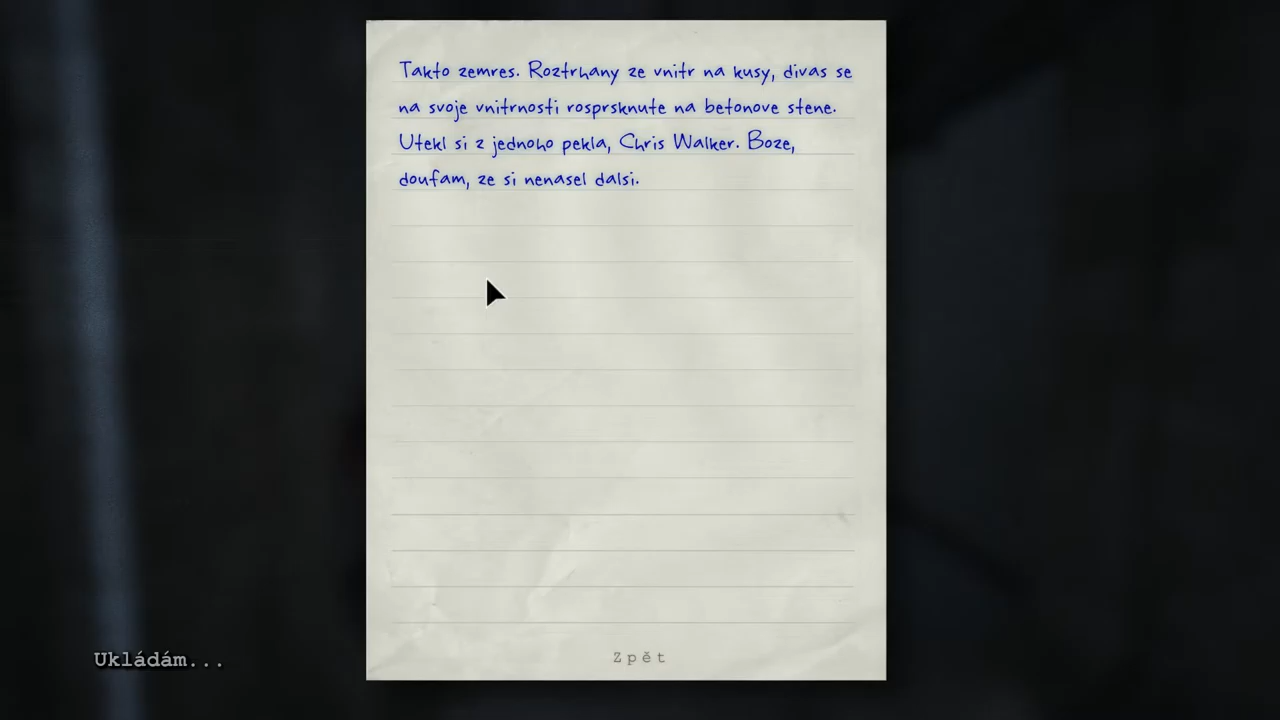 Takto zemres. Roztrhany ze vnitr na kusy, divas se
na svoje vnitrnosti rosprsknute na betonove stene.
Utekl si z jednoho pekla, Chris Walker. Boze,
doufam, ze si nenasel dalsi.
Ukládám...
Zpět